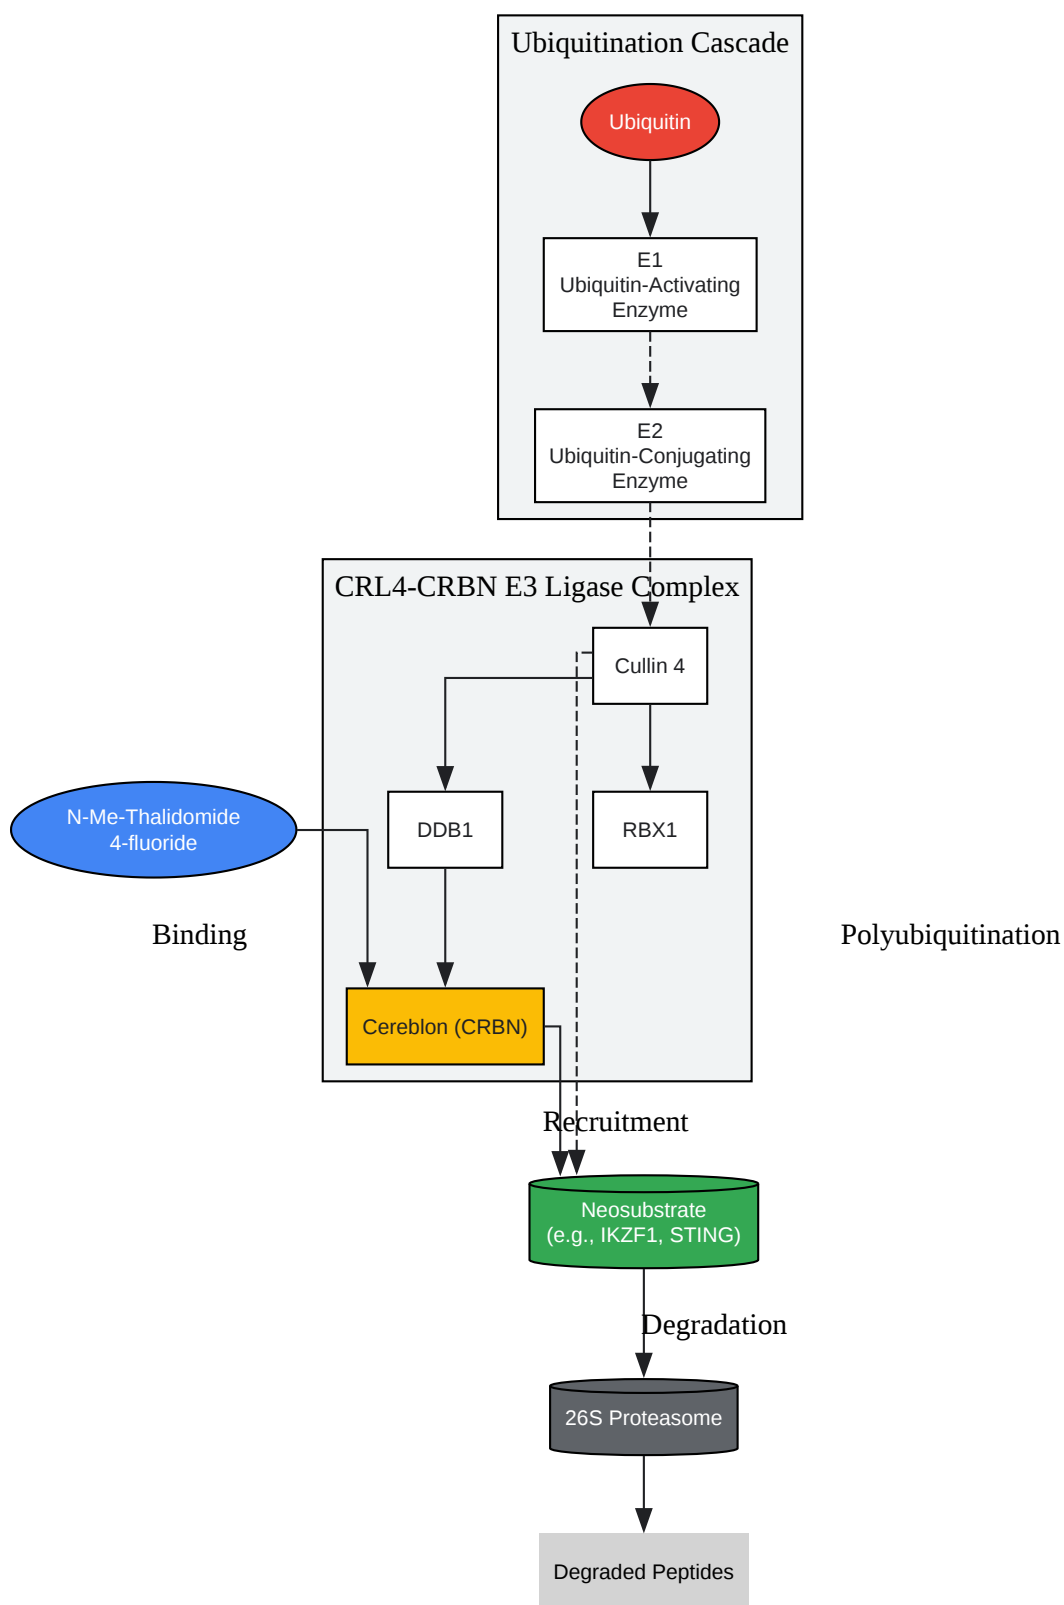 Ubiquitination Cascade
Ubiquitin
E1
Ubiquitin-Activating
Enzyme
E2
Ubiquitin-Conjugating
Enzyme
CRL4-CRBN E3 Ligase Complex
Cullin 4
N-Me-Thalidomide
4-fluoride
DDB1
RBX1
Binding
Polyubiquitination
Cereblon (CRBN)
Recruitment
Neosubstrate
(e.g., IKZF1, STING)
Degradation
26S Proteasome
Degraded Peptides